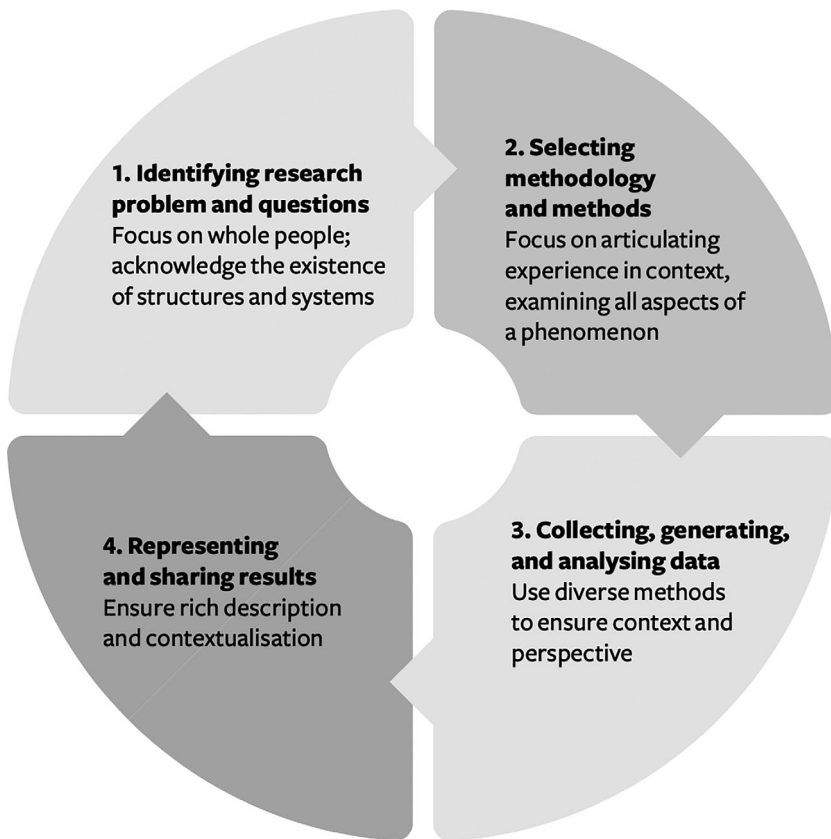 1. Identifying research
problem and questions
Focus on whole people;
acknowledge the existence
of structures and systems
2. Selecting
methodology
and methods
Focus on articulating
experience in context,
examining all aspects of
a phenomenon
3. Collecting, generating,
and analysing data
Use diverse methods
to ensure context and
perspective
4. Representing
and sharing results
Ensure rich description
and contextualisation